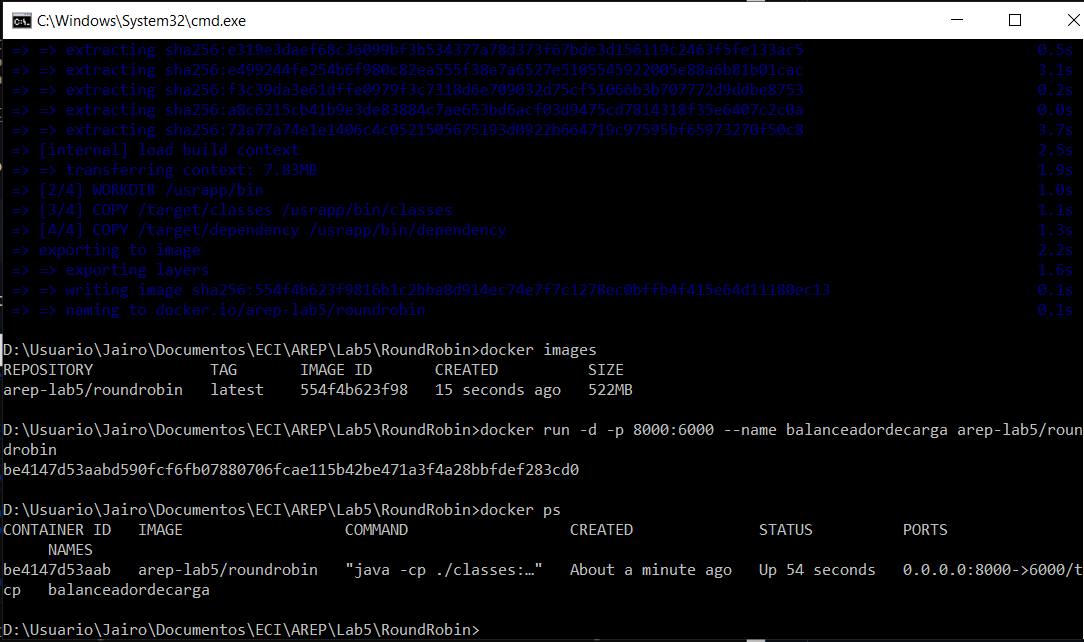 C:\Windows\System32\cmd.exe
=> => extracting sha256:e319e3daef68c36099bf3b534377a78d373f67bde3d156119c2463f5fe133ac5 0.5s
=> => extracting sha256:e499244fe254b6f980c82ea555f38e7a6527e5105545922005e88a6b81b01cac 3.1s
=> => extracting sha256:f3c39da3e61dffe0979f3c7318d6e709032d75cf51066b3b707772d9ddbe8753 0.2s
=> => extracting sha256:a8c6215cb41b9e3de83884c7ae653bd6acf03d9475cd7814318f35e6407c2c0a 0.0s
=> => extracting sha256:72a77a74e1a1406c4c0521505675193d0922b664719c97595bf65973270f50c8 3.7s
=> [internal] load build context 2.5s
=> => transferring context: 7.83MB 1.9s
=> [2/4] WORKDIR /usrapp/bin 1.0s
=> [3/4] COPY /target/classes /usrapp/bin/classes 1.1s
=> [4/4] COPY /target/dependency /usrapp/bin/dependency 1.3s
=> exporting to image 2.2s
=> => exporting layers 1.6s
=> => writing image sha256:554f4b623f9816b1c2bba8d914ec74e7f7c1278ec0bffb4f415e64d11180ec13 0.1s
=> => naming to docker.io/arep-lab5/roundrobin 0.1s
D:\Usuario\Jairo\Documentos\ECI\AREP\Lab5\RoundRobin>docker images
REPOSITORY TAG IMAGE ID CREATED SIZE
arep-lab5/roundrobin latest 554f4b623f98 15 seconds ago 522MB
D:\Usuario\Jairo\Documentos\ECI\AREP\Lab5\RoundRobin>docker run -d -p 8000:6000 --name balanceadordecarga arep-lab5/roun
drobin
be4147d53aabd590fcf6fb07880706fcae115b42be471a3f4a28bbfdef283cd0
D:\Usuario\Jairo\Documentos\ECI\AREP\Lab5\RoundRobin>docker ps
CONTAINER ID IMAGE COMMAND CREATED STATUS PORTS
NAMES
be4147d53aab arep-lab5/roundrobin "java -cp ./classes:…" About a minute ago Up 54 seconds 0.0.0.0:8000->6000/t
cp balanceadordecarga
D:\Usuario\Jairo\Documentos\ECI\AREP\Lab5\RoundRobin>